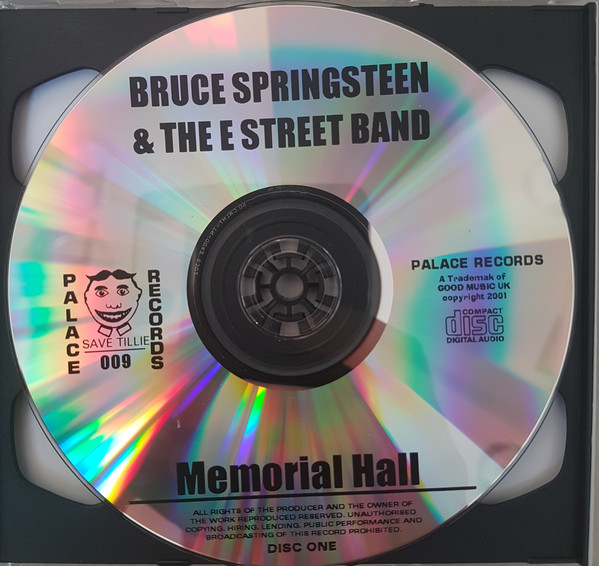 BRUCE SPRINGSTEEN
& THE E STREET BAND
PALACE
RECORDS
SAVE TILLIE
009
PALACE RECORDS
A Trademak of
GOOD MUBIC UK
copyright 2001
COMPACT
disc
DIGITAL AUDIO
Memorial Hall
ALL RIGHTS OF THE PRODUCER AND THE OWNER OF
THE WORK REPRODUCED RESERVED. UNAUTHORISED
COPYING, HIRING, LENDING, PUBLIC PERFORMANCE AND
BROADCASTING OF THIS RECORD PROHIBITED.
DISC ONE